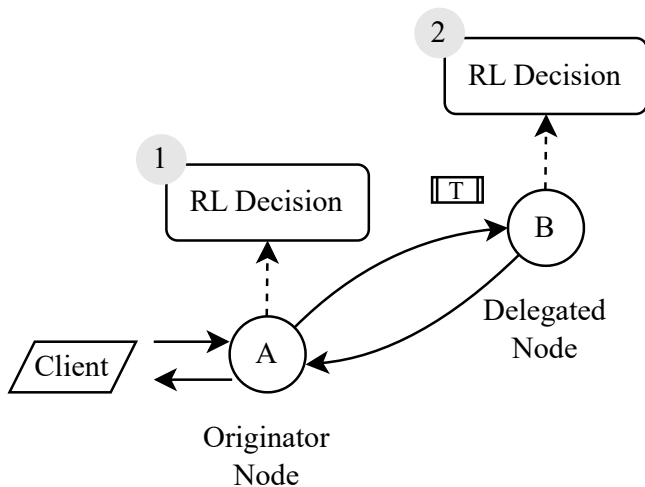 2
RL Decision
1
RL Decision
T
B
Delegated
Node
A
Client
Originator
Node